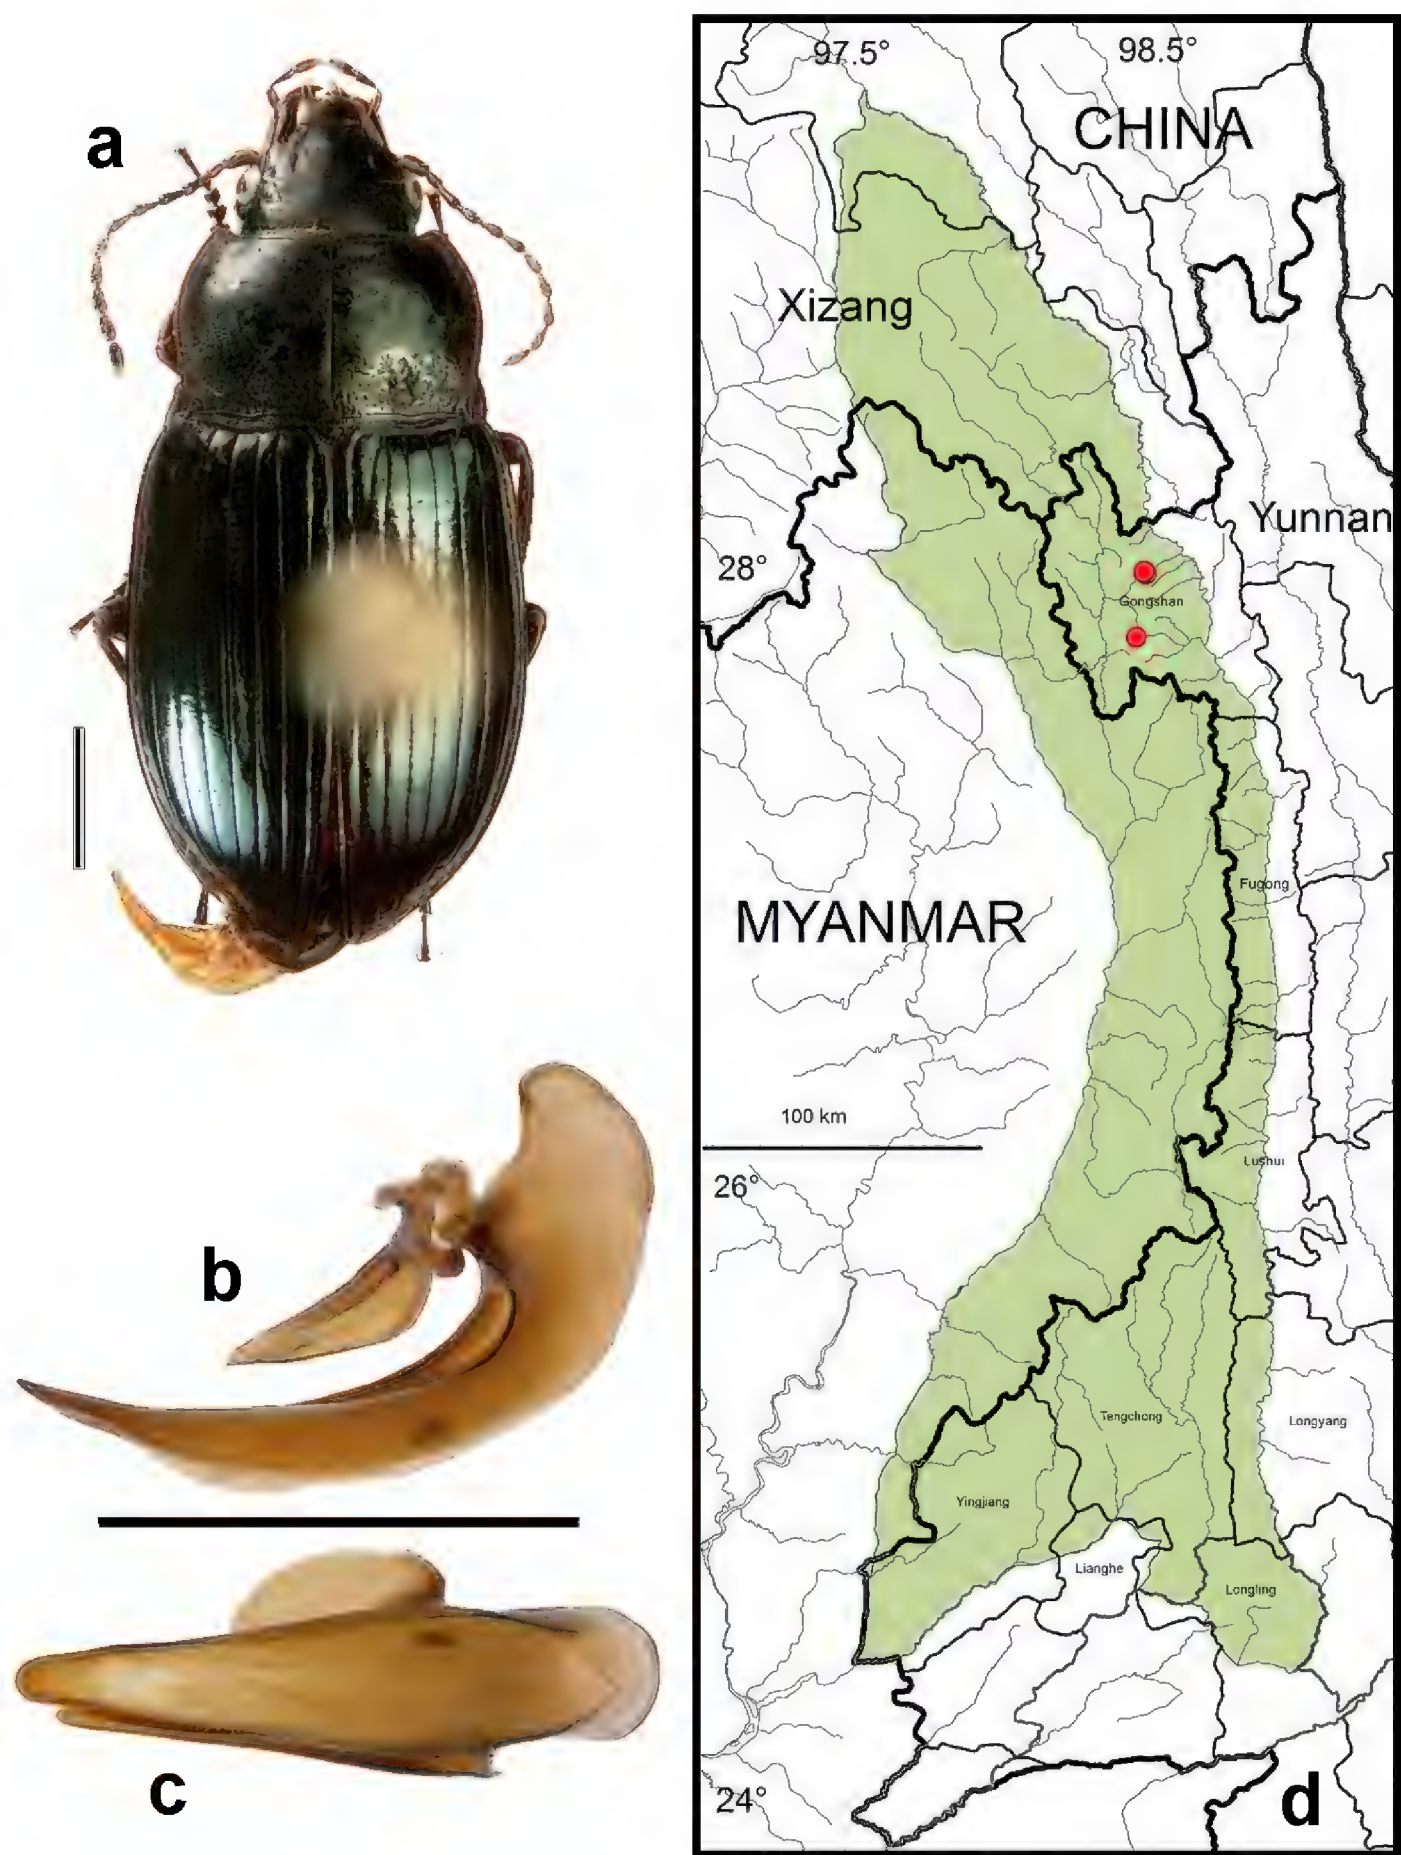 a
97.5°
98.5°
CHINA
Xizang
Yunnan
28°
Gongshan
Fugong
MYANMAR
100 km
Lushui
26°
b
Tengchong
Longyang
Yingjiang
Lianghe
Longling
c
24°
d